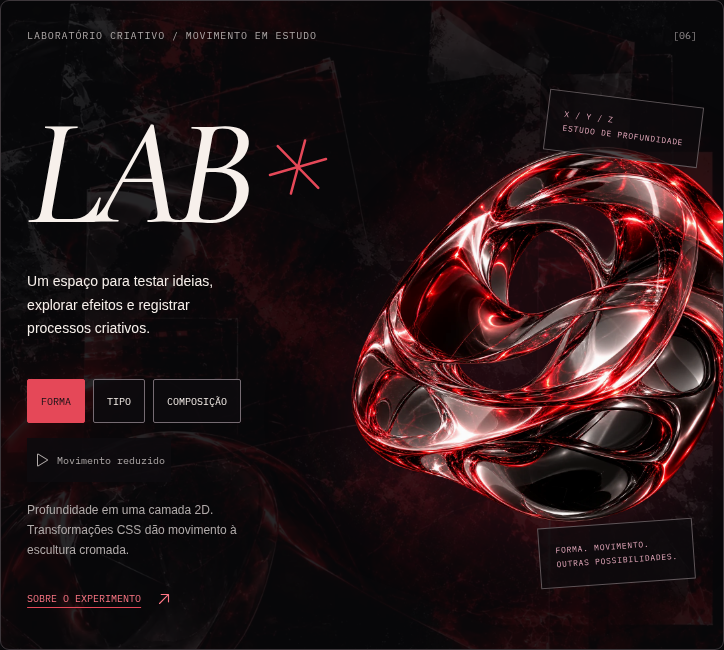 LABORATÓRIO CRIATIVO / MOVIMENTO EM ESTUDO
[06]
X / Y / Z
ESTUDO DE PROFUNDIDADE
LAB
Um espaço para testar ideias,
explorar efeitos e registrar
processos criativos.
FORMA
TIPO
COMPOSIÇÃO
Movimento reduzido
Profundidade em uma camada 2D.
Transformações CSS dão movimento à
escultura cromada.
FORMA. MOVIMENTO.
OUTRAS POSSIBILIDADES.
SOBRE O EXPERIMENTO